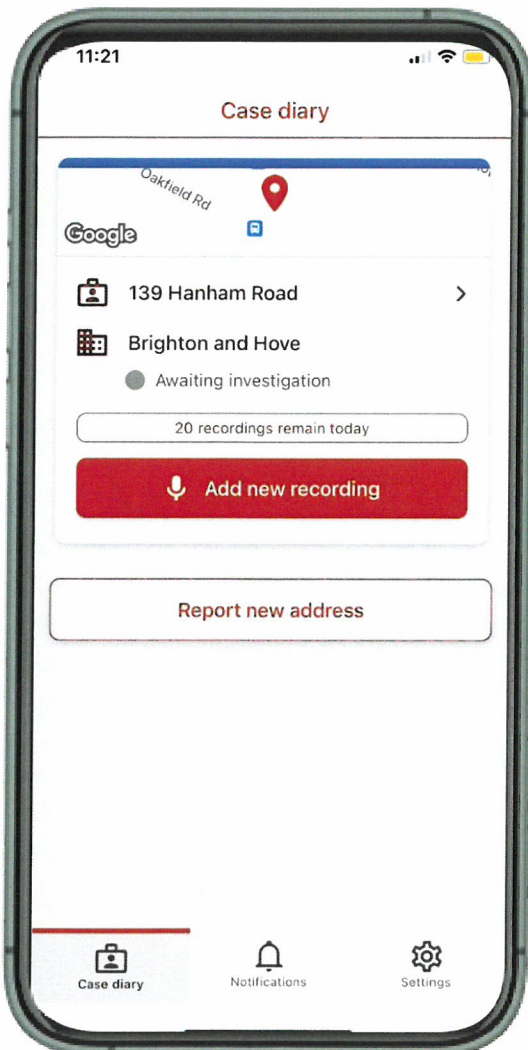 11:21
Case diary
Oakfield Rd
Google
139 Hanham Road
Brighton and Hove
Awaiting investigation
20 recordings remain today
Add new recording
Report new address
Case diary
Notifications
Settings